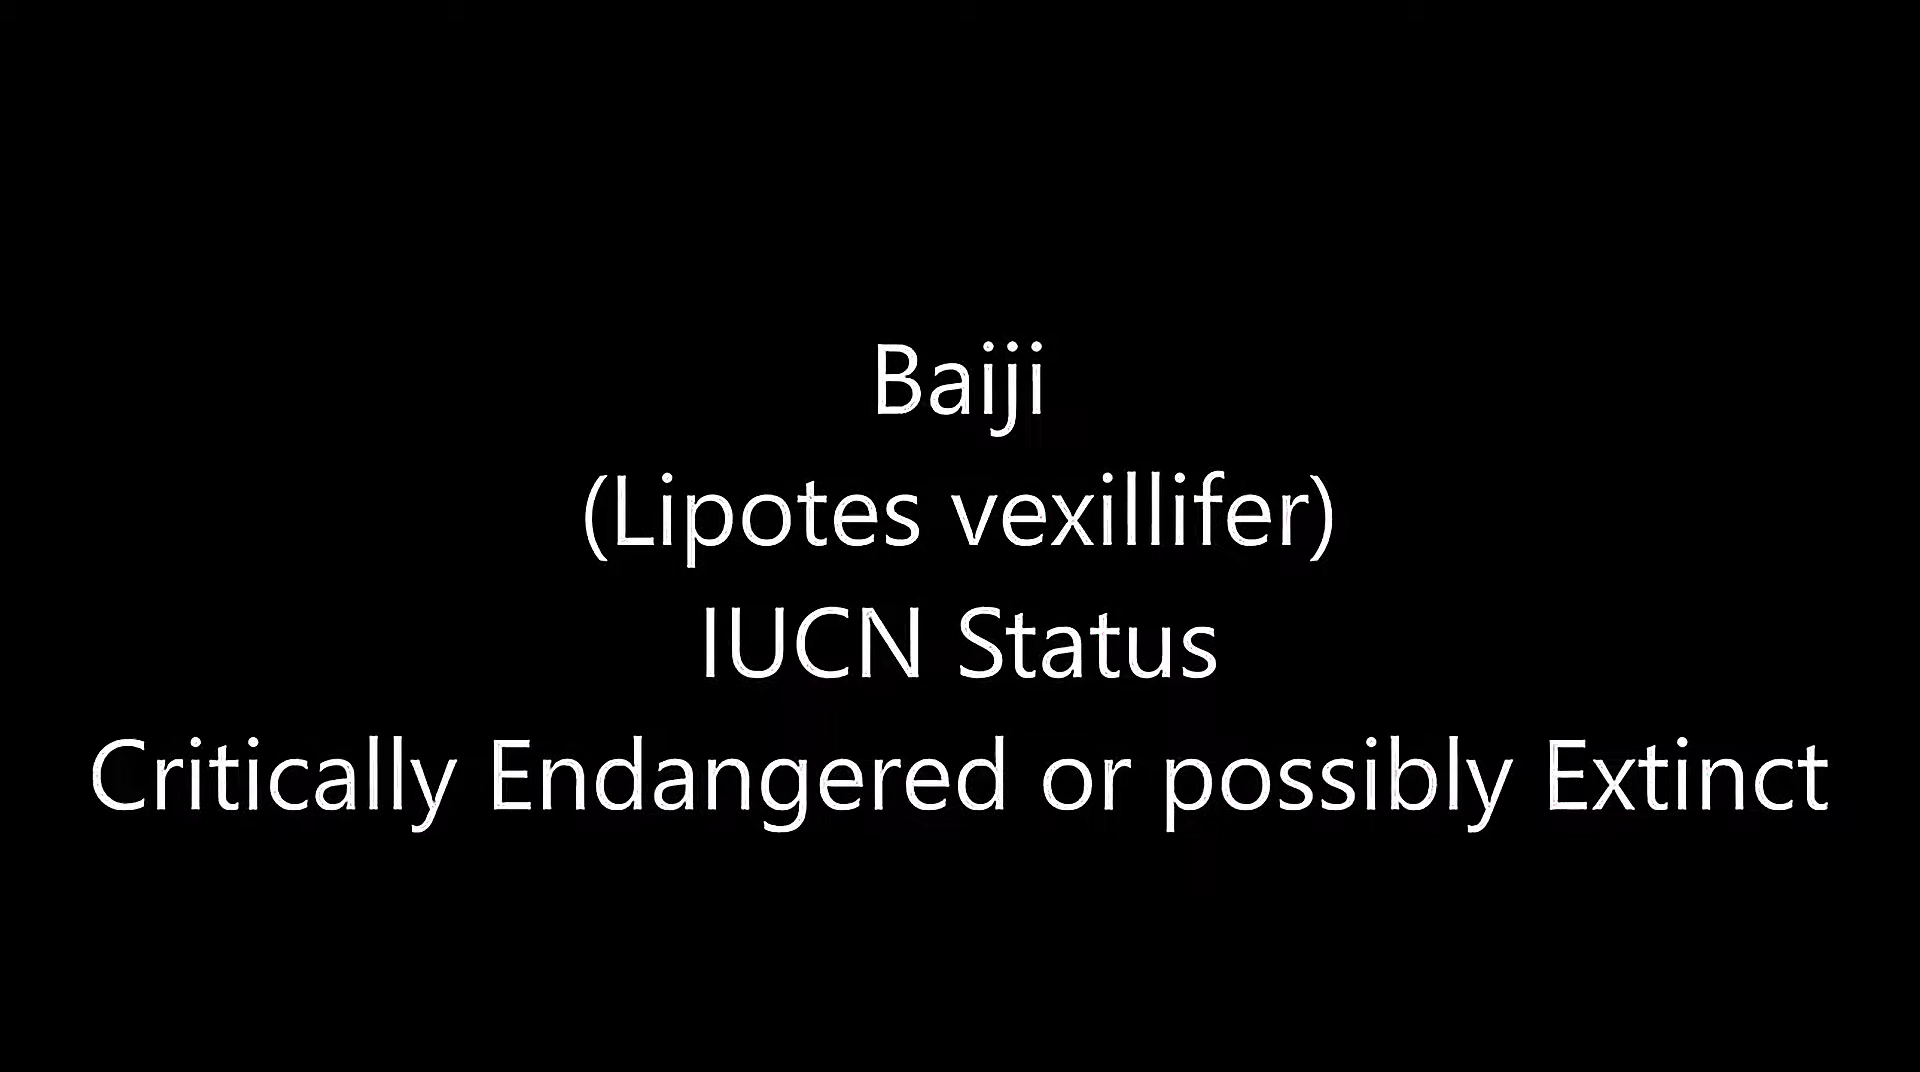 Baiji
(Lipotes vexillifer)
IUCN Status
Critically Endangered or possibly Extinct